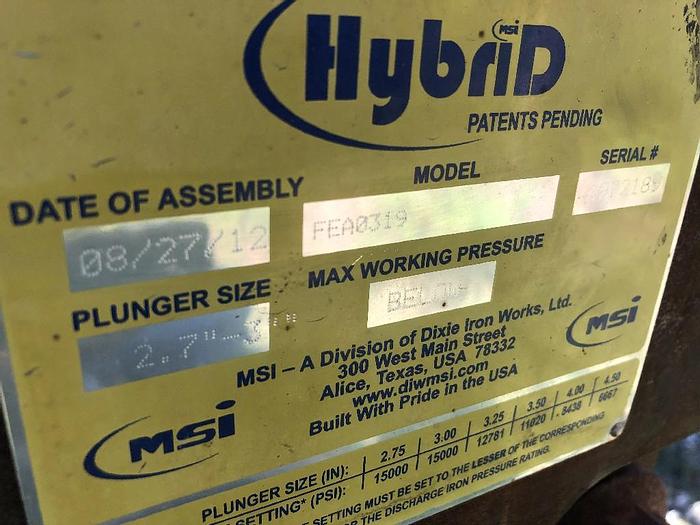 MSI
HybriD
PATENTS PENDING
DATE OF ASSEMBLY MODEL SERIAL #
08/27/12 FEA0319
PLUNGER SIZE MAX WORKING PRESSURE
BELOW
MSI – A Division of Dixie Iron Works, Ltd.
300 West Main Street
Alice, Texas, USA 78332
www.diwmsi.com
Built With Pride in the USA
MSI
MSI
PLUNGER SIZE (IN): 2.75 3.00 3.25 3.50 4.00 4.50
SETTING* (PSI): 15000 15000 12781 11020 8438 6667
SETTING MUST BE SET TO THE LESSER OF THE CORRESPONDING
OR THE DISCHARGE IRON PRESSURE RATING.